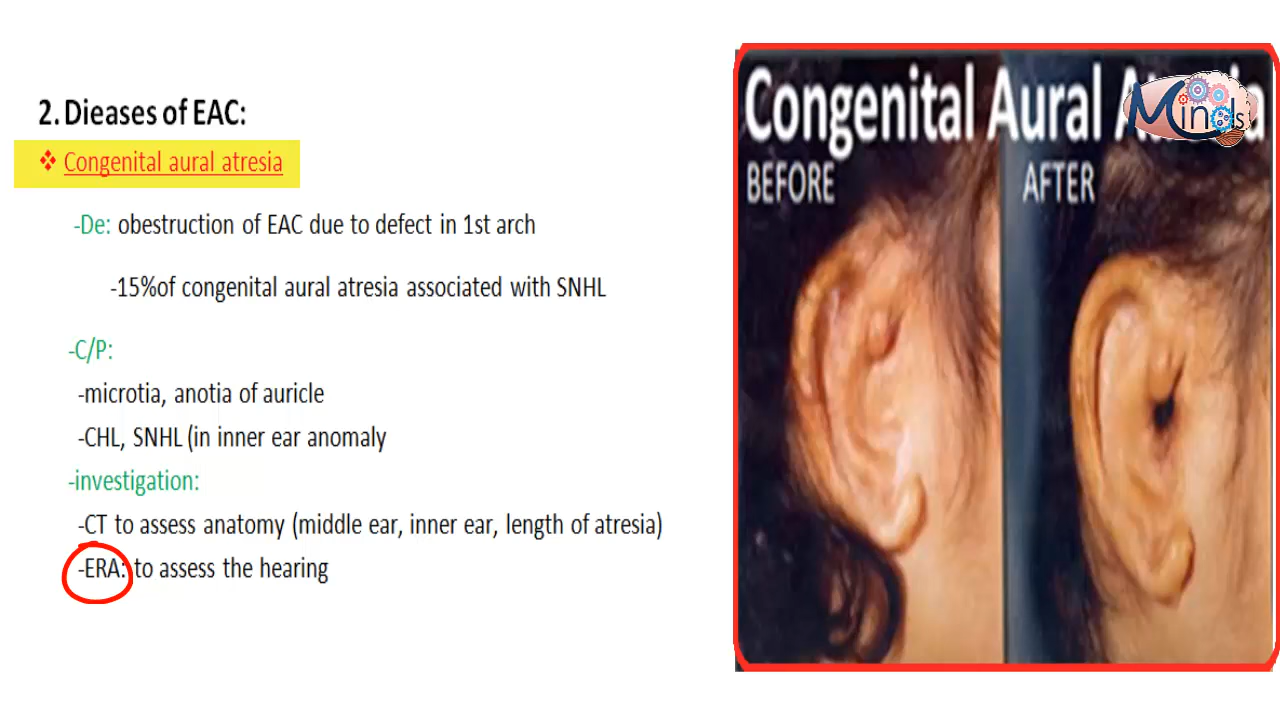 2. Dieases of EAC:
❖ Congenital aural atresia
-De: obestruction of EAC due to defect in 1st arch
-15%of congenital aural atresia associated with SNHL
-C/P:
-microtia, anotia of auricle
-CHL, SNHL (in inner ear anomaly
-investigation:
-CT to assess anatomy (middle ear, inner ear, length of atresia)
-ERA: to assess the hearing
Congenital Aural
BEFORE
AFTER
Minds